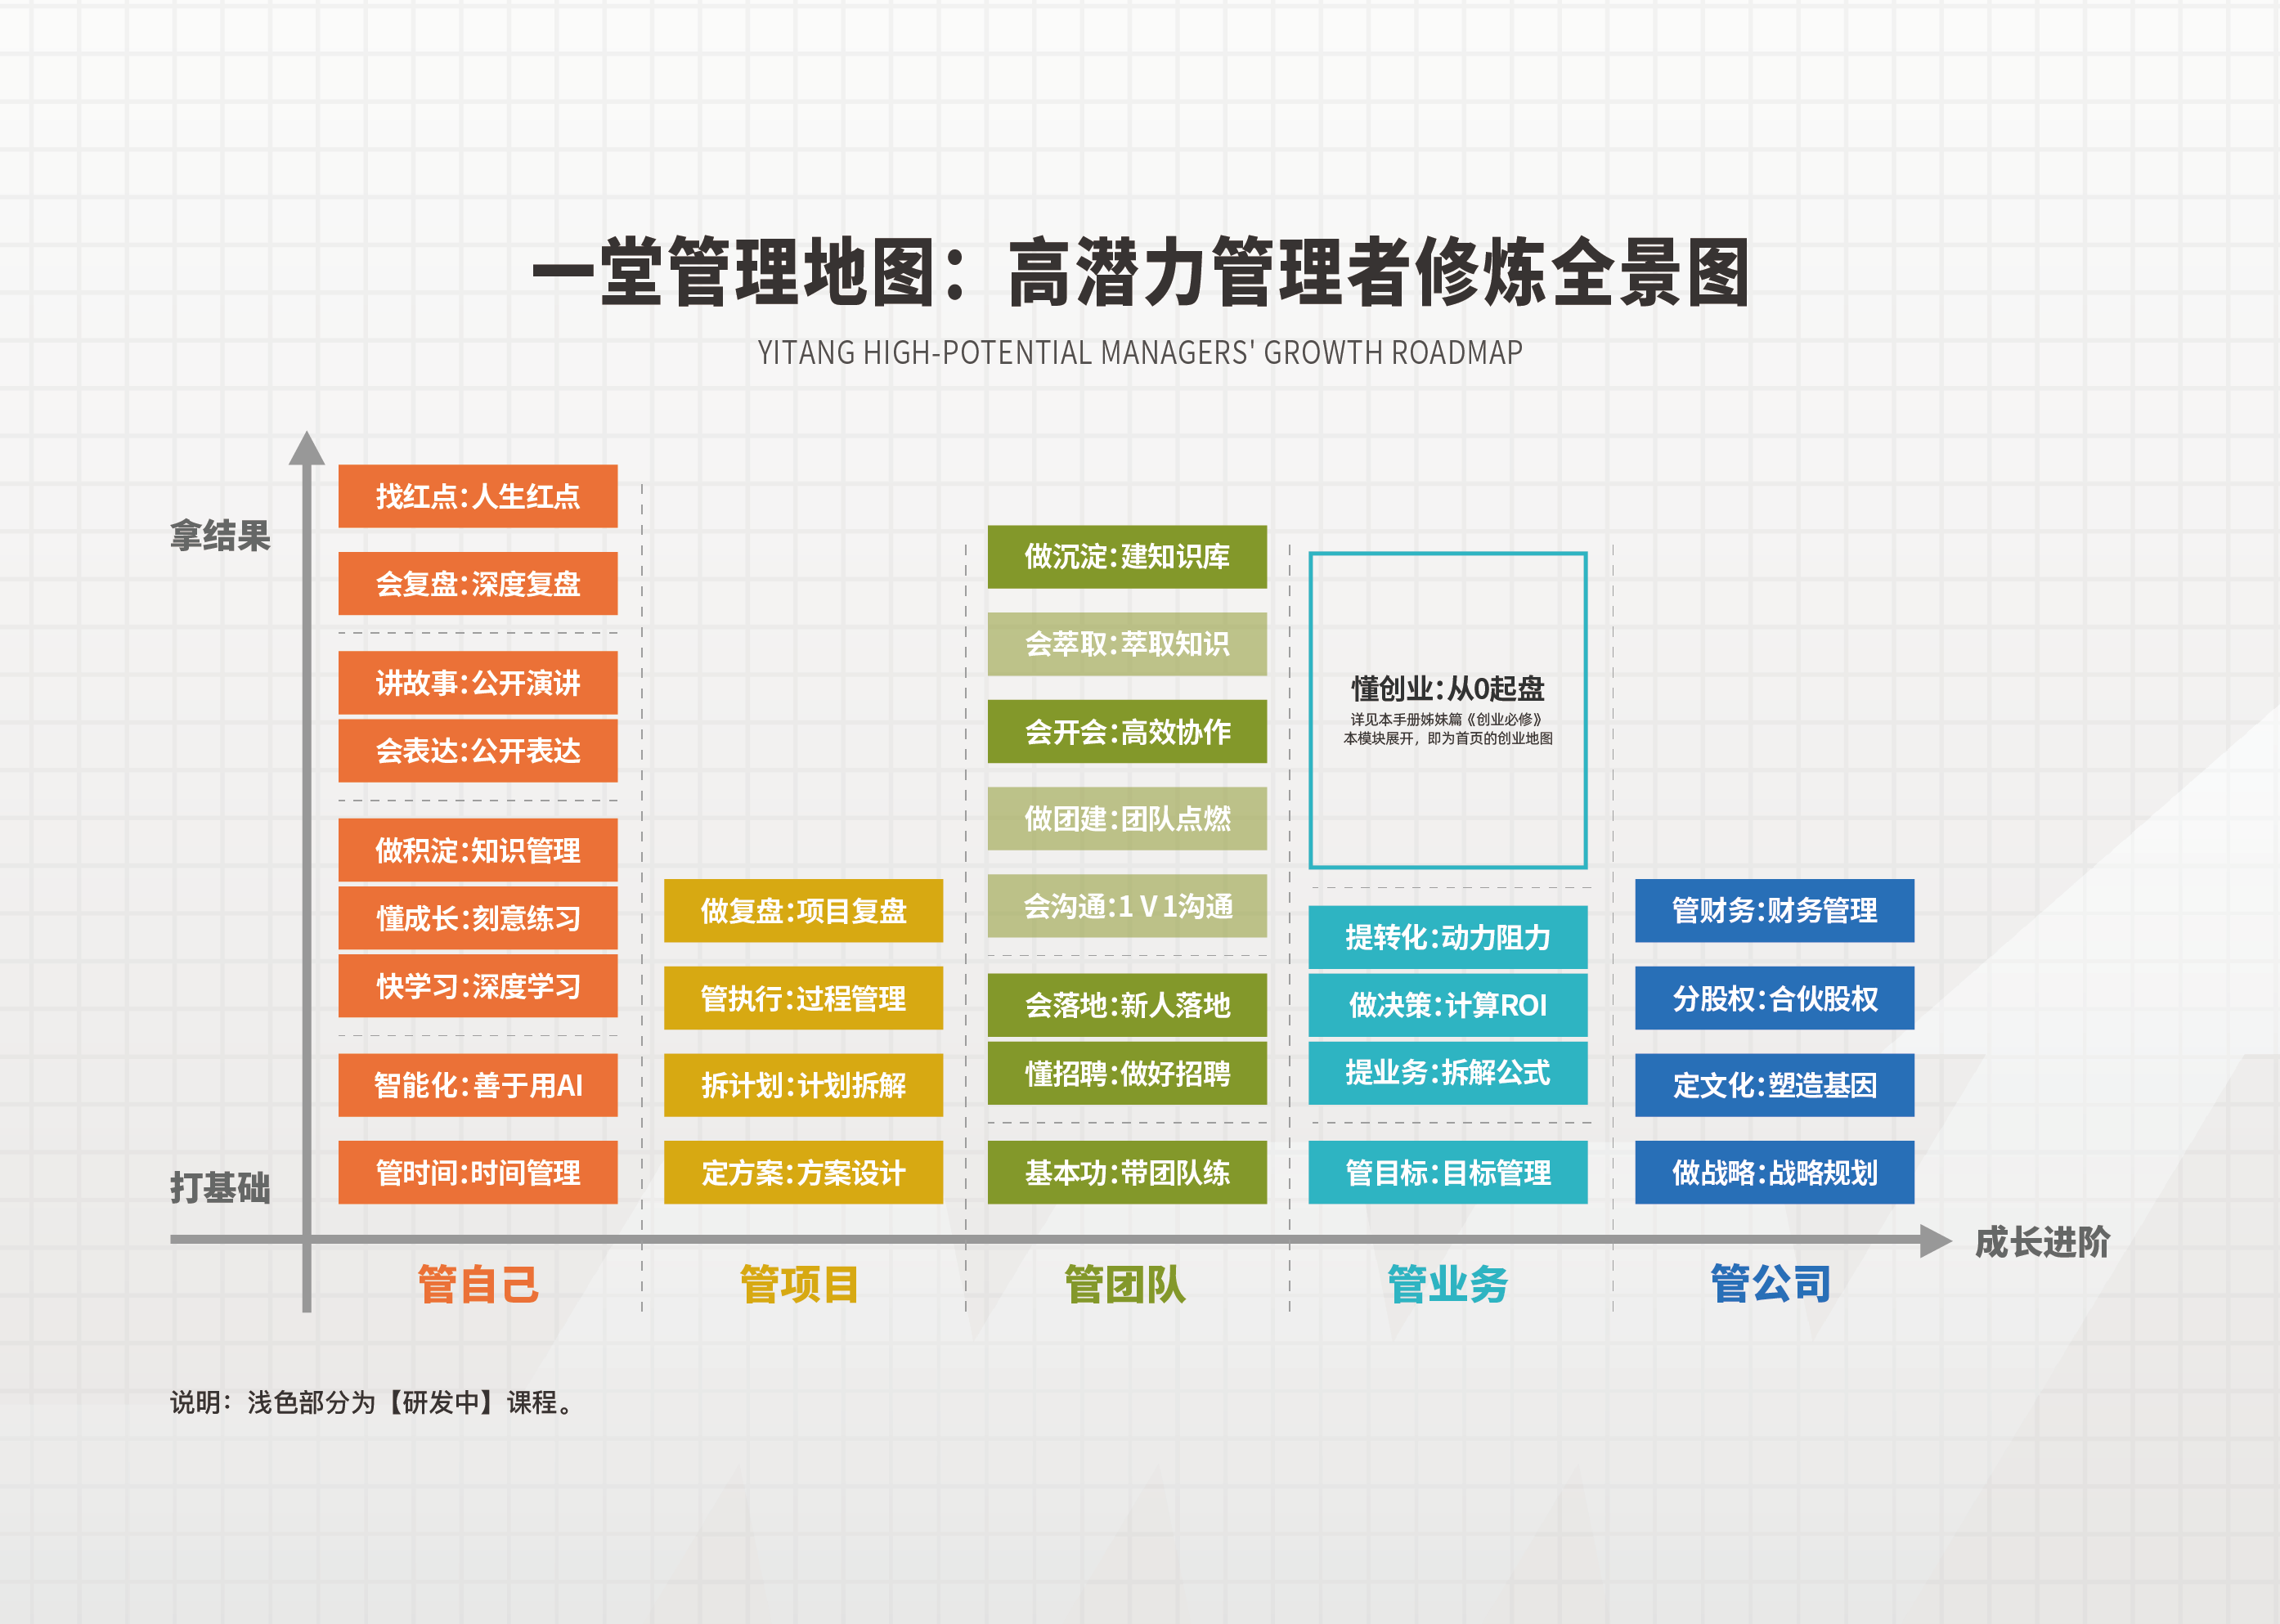 一堂管理地图：高潜力管理者修炼全景图
YITANG HIGH-POTENTIAL MANAGERS' GROWTH ROADMAP
拿结果
找红点：人生红点
会复盘：深度复盘
讲故事：公开演讲
会表达：公开表达
做积淀：知识管理
懂成长：刻意练习
快学习：深度学习
智能化：善于用AI
管时间：时间管理
打基础
管自己
做复盘：项目复盘
管执行：过程管理
拆计划：计划拆解
定方案：方案设计
管项目
做沉淀：建知识库
会萃取：萃取知识
会开会：高效协作
做团建：团队点燃
会沟通：1 V 1沟通
会落地：新人落地
懂招聘：做好招聘
基本功：带团队练
管团队
懂创业：从0起盘
详见本手册姊妹篇《创业必修》
本模块展开，即为首页的创业地图
提转化：动力阻力
做决策：计算ROI
提业务：拆解公式
管目标：目标管理
管业务
管财务：财务管理
分股权：合伙股权
定文化：塑造基因
做战略：战略规划
管公司
成长进阶
说明：浅色部分为【研发中】课程。